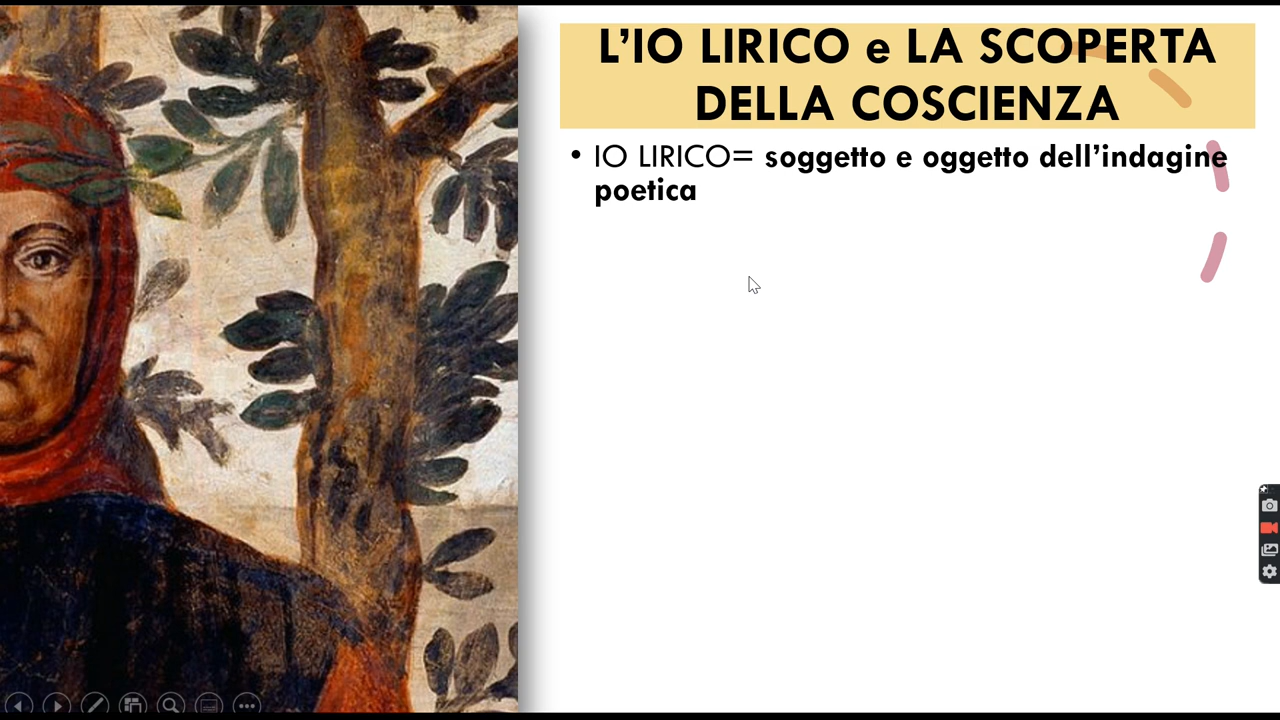 L’IO LIRICO e LA SCOPERTA
DELLA COSCIENZA
• IO LIRICO= soggetto e oggetto dell’indagine
poetica